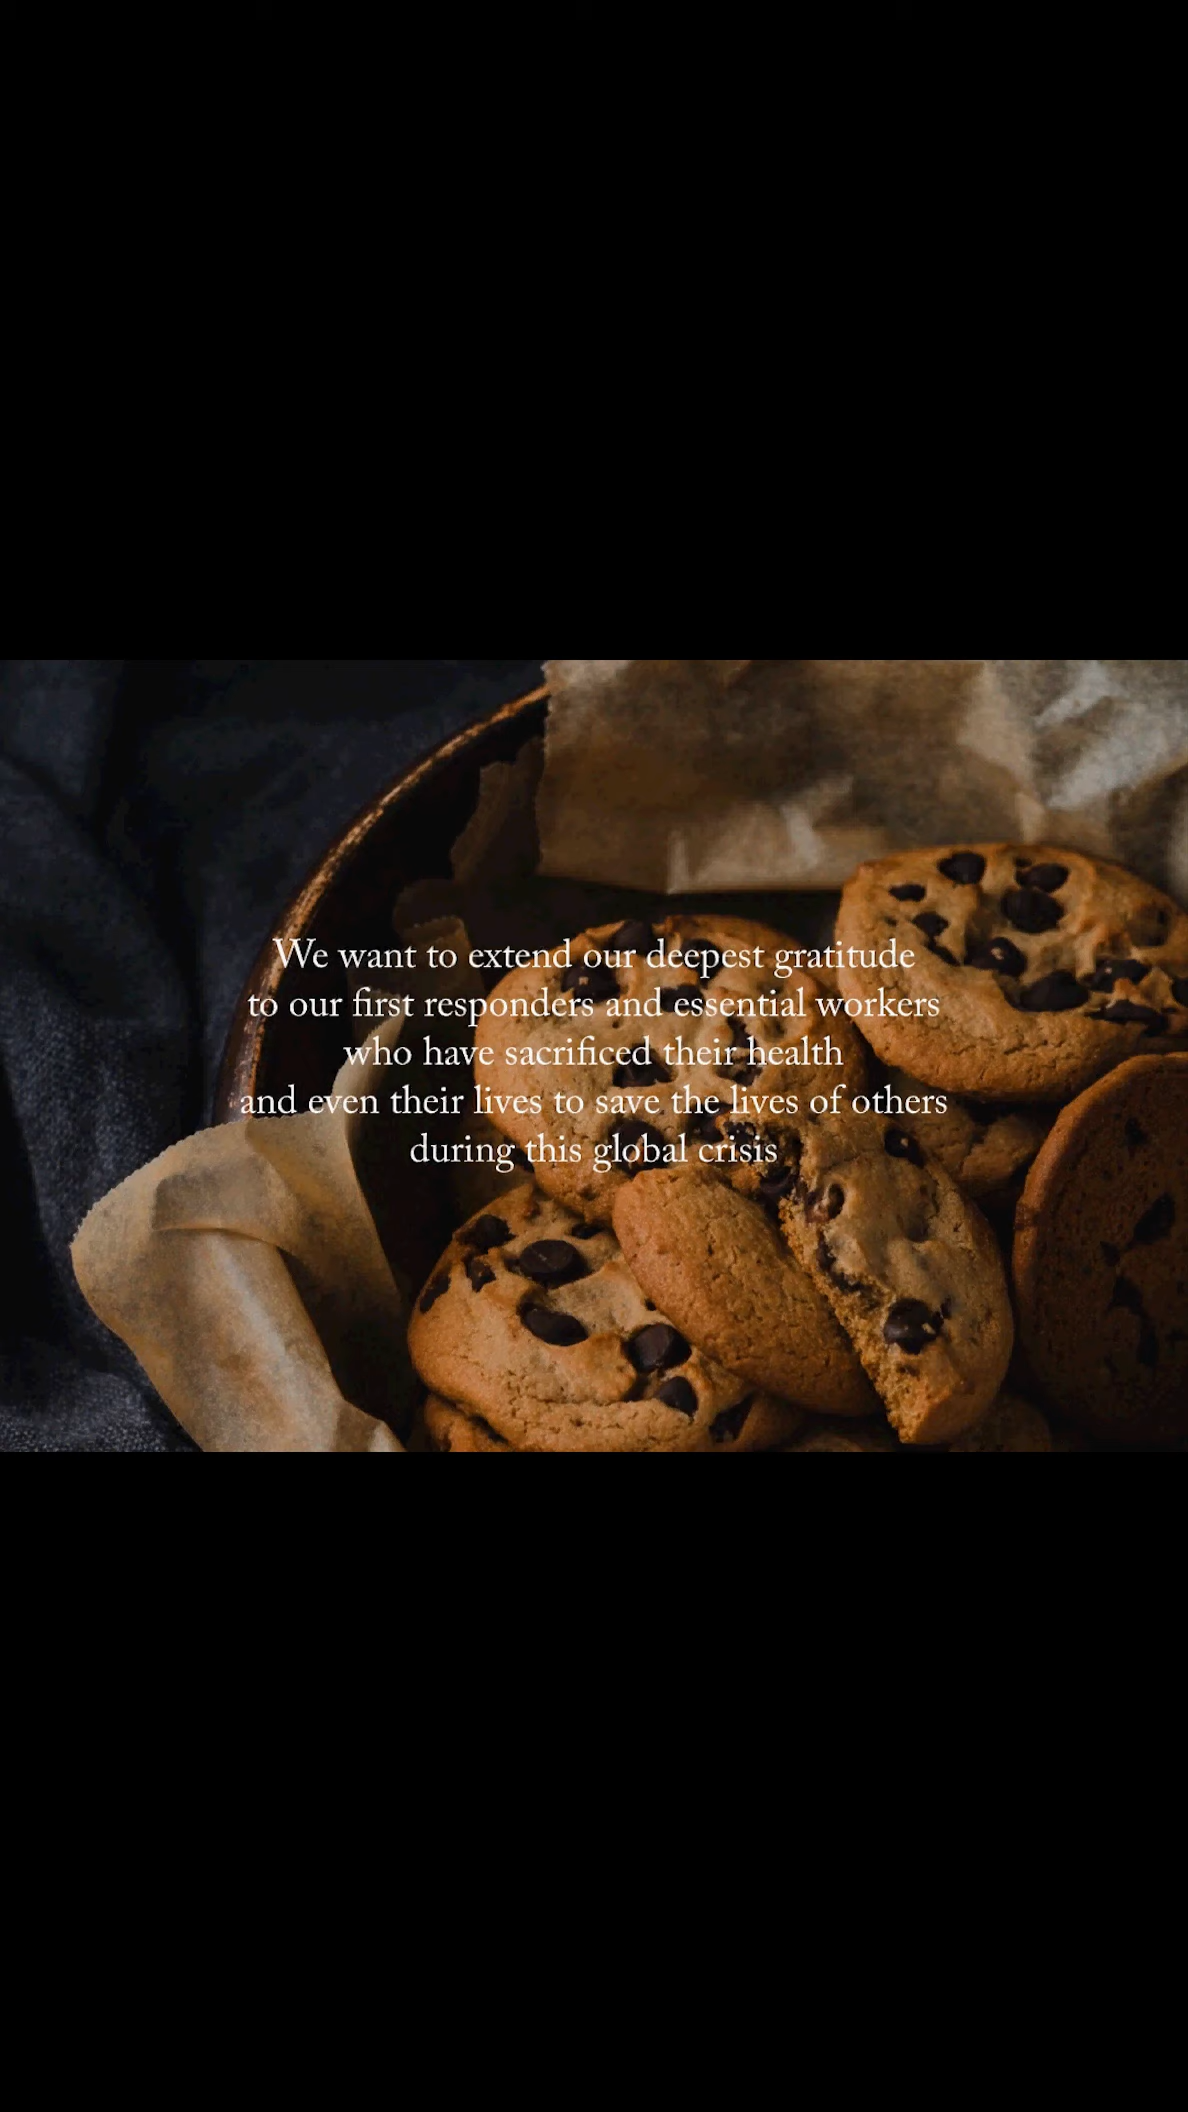 We want to extend our deepest gratitude
to our first responders and essential workers
who have sacrificed their health
and even their lives to save the lives of others
during this global crisis